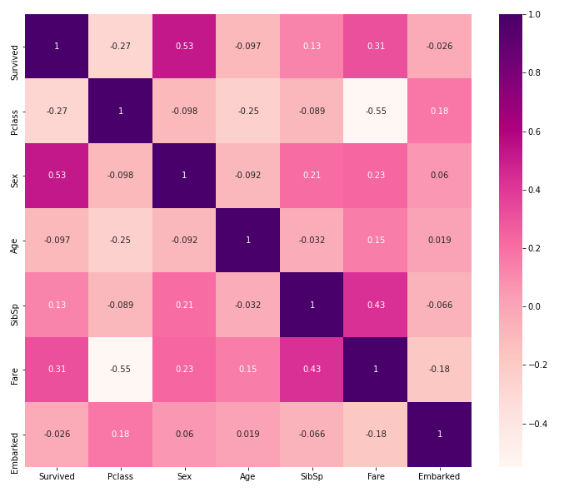 Survived 1 -0.27 0.53 -0.097 0.13 0.31 -0.026
Pclass -0.27 1 -0.098 -0.25 -0.089 -0.55 0.18
Sex 0.53 -0.098 1 -0.092 0.21 0.23 0.06
Age -0.097 -0.25 -0.092 1 -0.032 0.15 0.019
SibSp 0.13 -0.089 0.21 -0.032 1 0.43 -0.066
Fare 0.31 -0.55 0.23 0.15 0.43 1 -0.18
Embarked -0.026 0.18 0.06 0.019 -0.066 -0.18 1
Survived Pclass Sex Age SibSp Fare Embarked
1.0
0.8
0.6
0.4
0.2
0.0
−0.2
−0.4